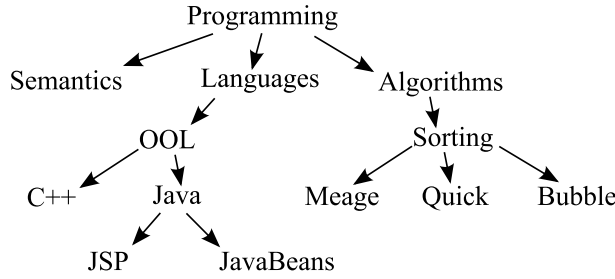 Programming
Semantics
Languages
Algorithms
OOL
Sorting
C++
Java
Meage
Quick
Bubble
JSP
JavaBeans